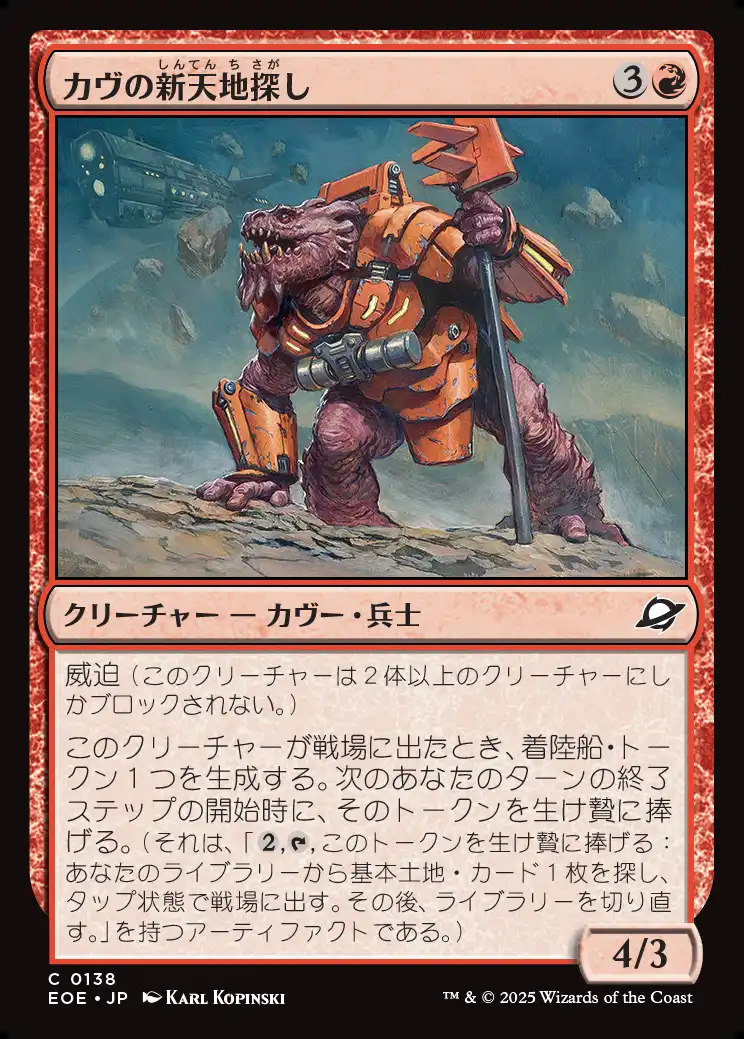 しんてんちさが
カヴの新天地探し 3
クリーチャー — カヴー・兵士
威迫(このクリーチャーは2体以上のクリーチャーにし
かブロックされない。)
このクリーチャーが戦場に出たとき、着陸船・トー
クン1つを生成する。次のあなたのターンの終了
ステップの開始時に、そのトークンを生け贄に捧
げる。(それは、「2,,このトークンを生け贄に捧げる:
あなたのライブラリーから基本土地・カード1枚を探し、
タップ状態で戦場に出す。その後、ライブラリーを切り直
す。」を持つアーティファクトである。)
4/3
C 0138
EOE • JP KARL KOPINSKI
™ & © 2025 Wizards of the Coast